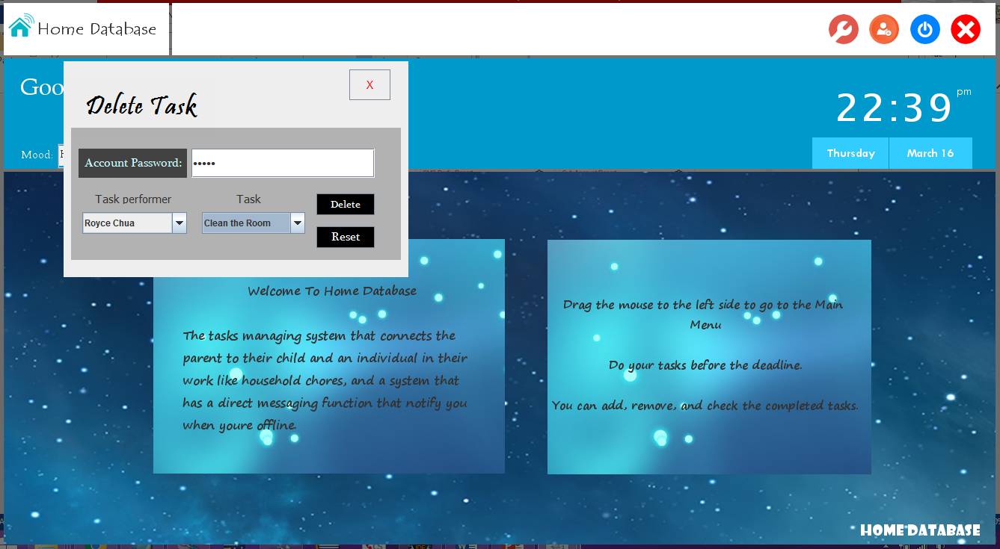 Home Database
Goo
X
Delete Task
22:39 pm
Mood:
Thursday March 16
Account Password: •••••
Task performer Task
Royce Chua Clean the Room Delete
Reset
Welcome To Home Database
The tasks managing system that connects the
parent to their child and an individual in their
work like household chores, and a system that
has a direct messaging function that notify you
when youre offline.
Drag the mouse to the left side to go to the Main
Menu
Do your tasks before the deadline.
You can add, remove, and check the completed tasks.
HOME DATABASE